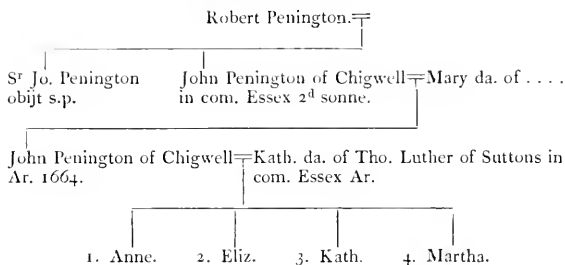 Robert Penington.
Sr Jo. Penington
obijt s.p.
John Penington of Chigwell
in com. Essex 2d sonne.
Mary da. of . . . .
John Penington of Chigwell
Ar. 1664.
Kath. da. of Tho. Luther of Suttons in
com. Essex Ar.
1. Anne. 2. Eliz. 3. Kath. 4. Martha.